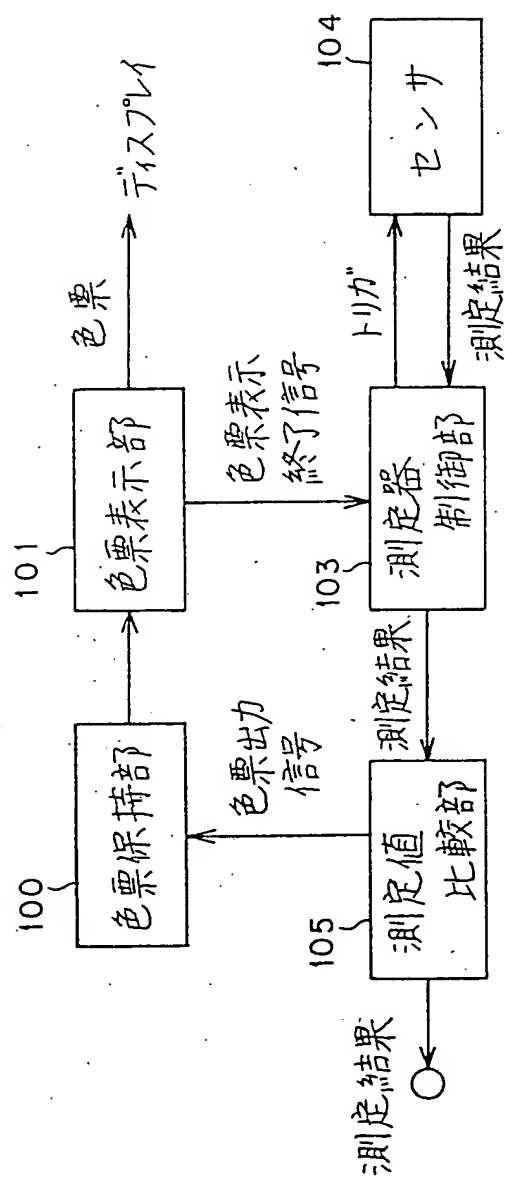 100
色票保持部
101
色票表示部
色票
ディスプレイ
色票出力
信号
色票表示
終了信号
測定結果
105
測定値
比較部
測定結果
103
測定器
制御部
トリガ
測定結果
104
センサ